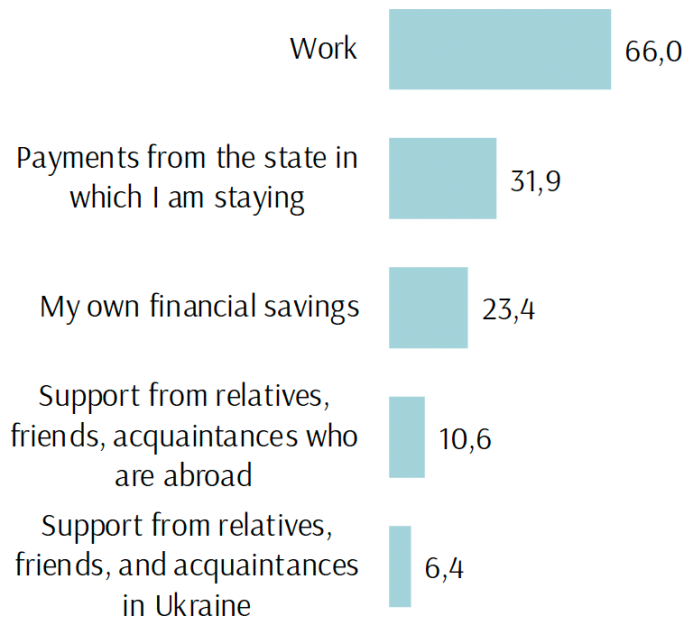 Work
66,0
Payments from the state in
which I am staying
31,9
My own financial savings
23,4
Support from relatives,
friends, acquaintances who
are abroad
10,6
Support from relatives,
friends, and acquaintances
in Ukraine
6,4